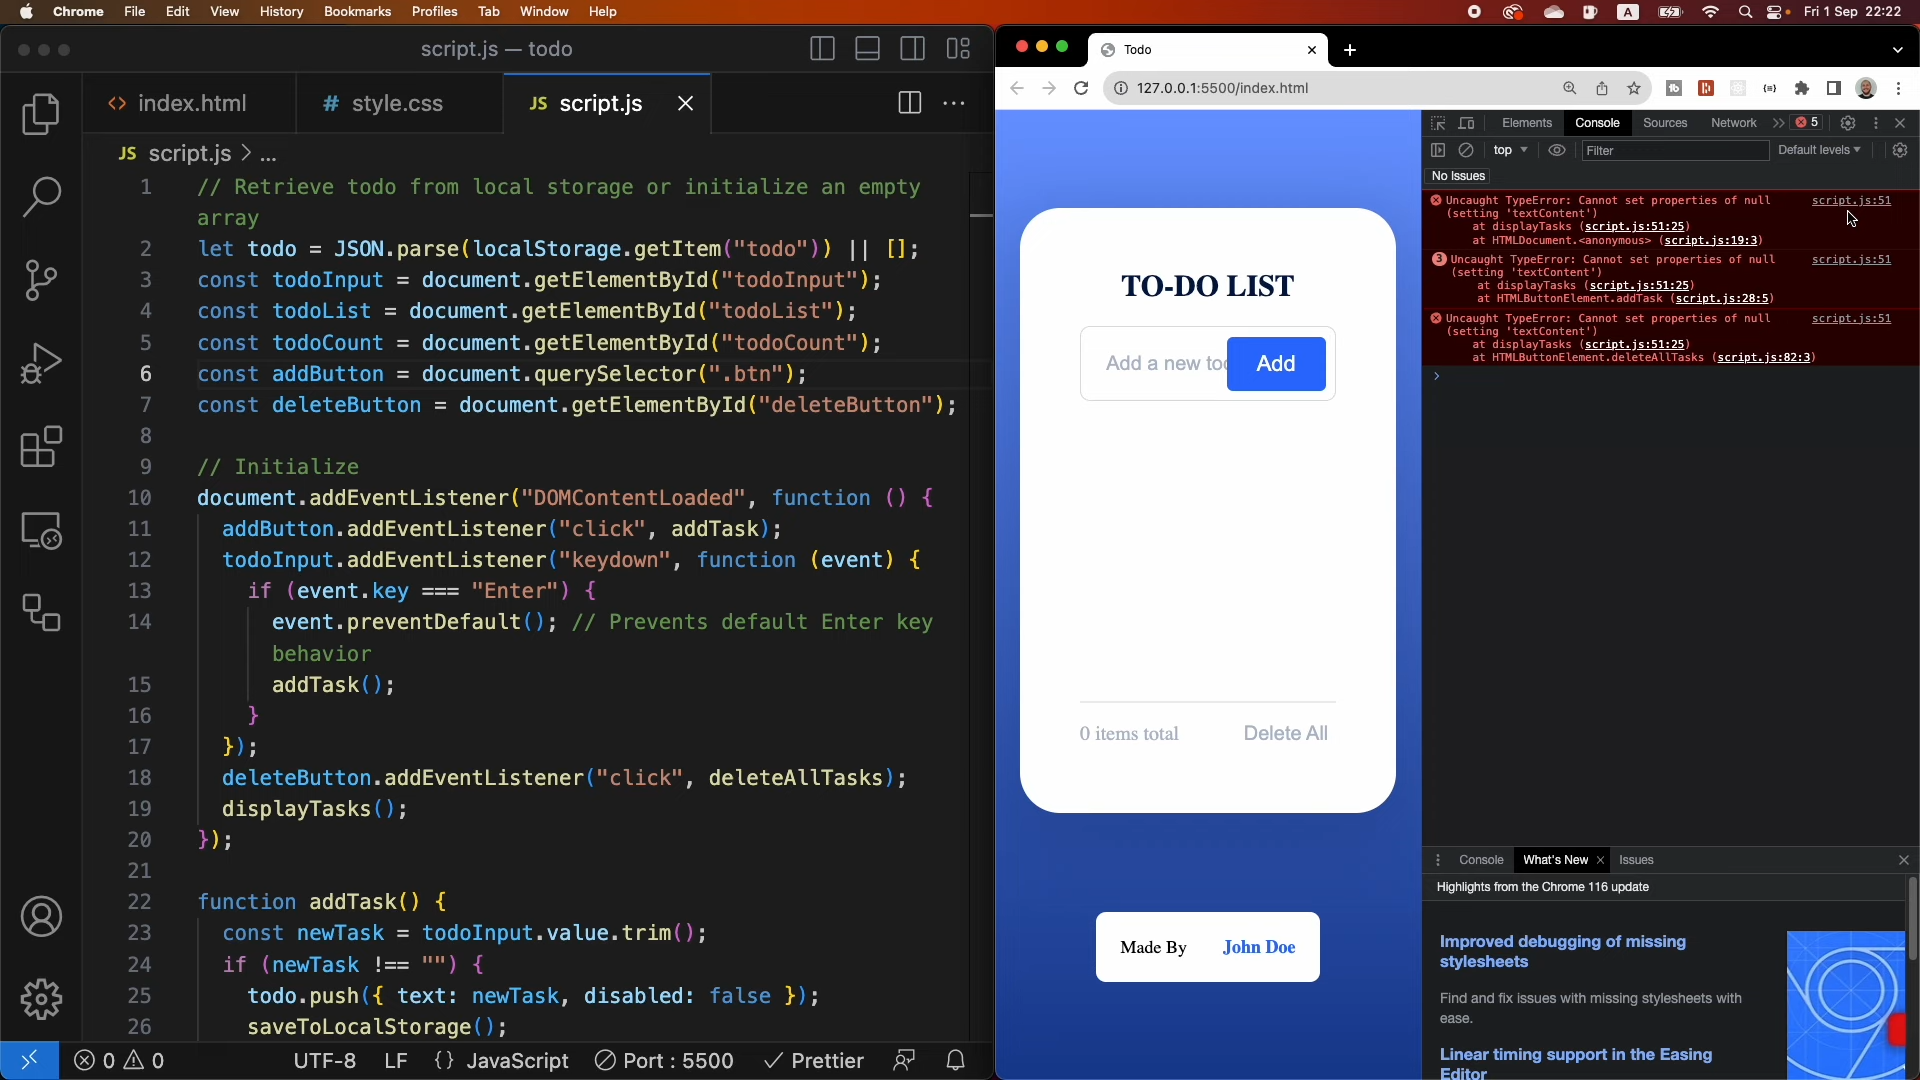 Chrome File Edit View History Bookmarks Profiles Tab Window Help
A Fri 1 Sep 22:22
script.js — todo
<> index.html # style.css JS script.js
JS script.js > ...
1 // Retrieve todo from local storage or initialize an empty
array
2 let todo = JSON.parse(localStorage.getItem("todo")) || [];
3 const todoInput = document.getElementById("todoInput");
4 const todoList = document.getElementById("todoList");
5 const todoCount = document.getElementById("todoCount");
6 const addButton = document.querySelector(".btn");
7 const deleteButton = document.getElementById("deleteButton");
8
9 // Initialize
10 document.addEventListener("DOMContentLoaded", function () {
11 addButton.addEventListener("click", addTask);
12 todoInput.addEventListener("keydown", function (event) {
13 if (event.key === "Enter") {
14 event.preventDefault(); // Prevents default Enter key
behavior
15 addTask();
16 }
17 });
18 deleteButton.addEventListener("click", deleteAllTasks);
19 displayTasks();
20 });
21
22 function addTask() {
23 const newTask = todoInput.value.trim();
24 if (newTask !== "") {
25 todo.push({ text: newTask, disabled: false });
26 saveToLocalStorage();
0 0 UTF-8 LF {} JavaScript Port : 5500 Prettier
Todo
127.0.0.1:5500/index.html
TO-DO LIST
Add a new too
Add
0 items total Delete All
Made By John Doe
Elements Console Sources Network 5
top Filter Default levels
No Issues
Uncaught TypeError: Cannot set properties of null script.js:51
(setting 'textContent')
at displayTasks (script.js:51:25)
at HTMLDocument.<anonymous> (script.js:19:3)
3 Uncaught TypeError: Cannot set properties of null script.js:51
(setting 'textContent')
at displayTasks (script.js:51:25)
at HTMLButtonElement.addTask (script.js:28:5)
Uncaught TypeError: Cannot set properties of null script.js:51
(setting 'textContent')
at displayTasks (script.js:51:25)
at HTMLButtonElement.deleteAllTasks (script.js:82:3)
Console What's New Issues
Highlights from the Chrome 116 update
Improved debugging of missing
stylesheets
Find and fix issues with missing stylesheets with
ease.
Linear timing support in the Easing
Editor